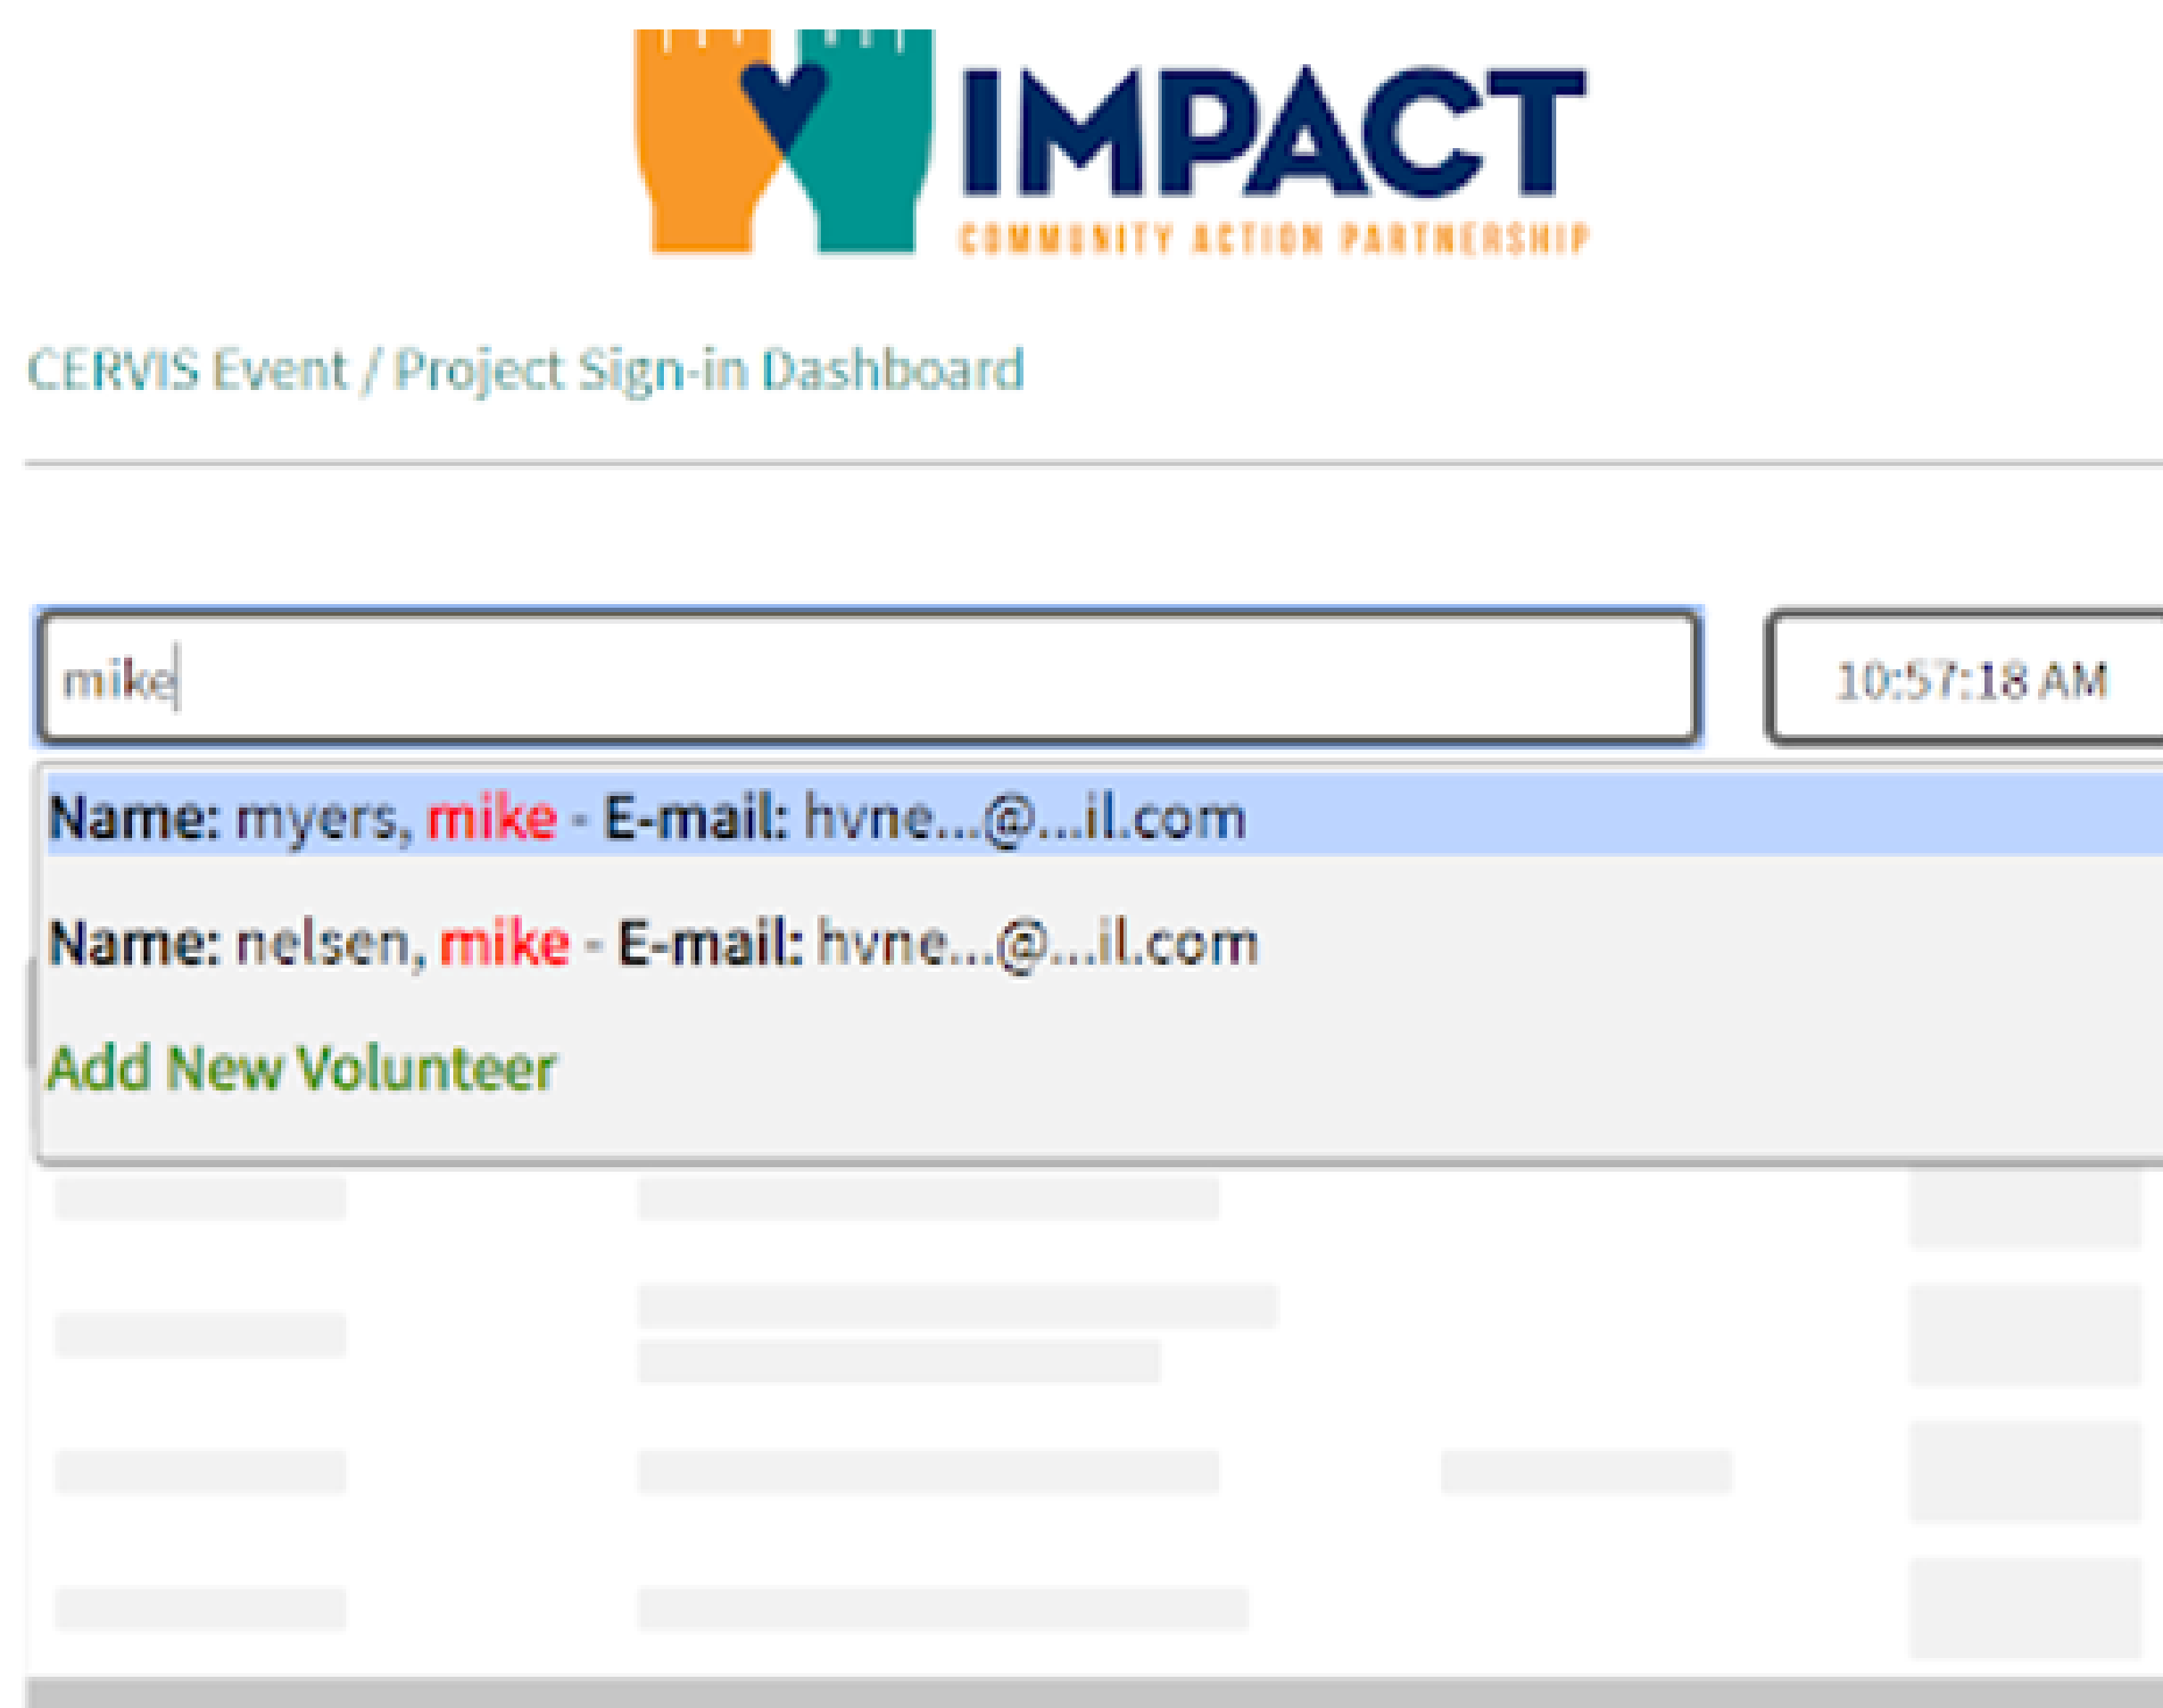 IMPACT
COMMUNITY ACTION PARTNERSHIP
CERVIS Event / Project Sign-in Dashboard
mike
10:57:18 AM
Name: myers, mike - E-mail: hvne...@...il.com
Name: nelsen, mike - E-mail: hvne...@...il.com
Add New Volunteer